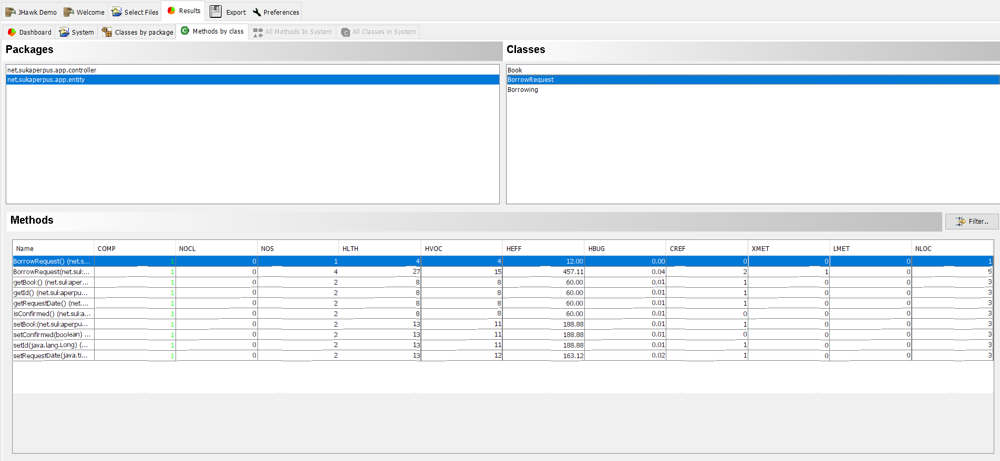 JHawk Demo Welcome Select Files Results Export Preferences
Dashboard System Classes by package Methods by class All Methods In System All Classes in System
Packages
net.sukaperpus.app.controller
net.sukaperpus.app.entity
Classes
Book
BorrowRequest
Borrowing
Methods
Filter..
Name COMP NOCL NOS HLTH HVOC HEFF HBUG CREF XMET LMET NLOC
BorrowRequest() (net.s... 1 0 1 4 4 12.00 0.00 0 0 0 1
BorrowRequest(net.suk... 1 0 4 27 15 457.11 0.04 2 1 0 5
getBook() (net.sukaper... 1 0 2 8 8 60.00 0.01 1 0 0 3
getId() (net.sukaperpu... 1 0 2 8 8 60.00 0.01 1 0 0 3
getRequestDate() (net.... 1 0 2 8 8 60.00 0.01 1 0 0 3
isConfirmed() (net.suka... 1 0 2 8 8 60.00 0.01 0 0 0 3
setBook(net.sukaperpu... 1 0 2 13 11 188.88 0.01 1 0 0 3
setConfirmed(boolean) ... 1 0 2 13 11 188.88 0.01 0 0 0 3
setId(java.lang.Long) (... 1 0 2 13 11 188.88 0.01 1 0 0 3
setRequestDate(java.ti... 1 0 2 13 12 163.12 0.02 1 0 0 3